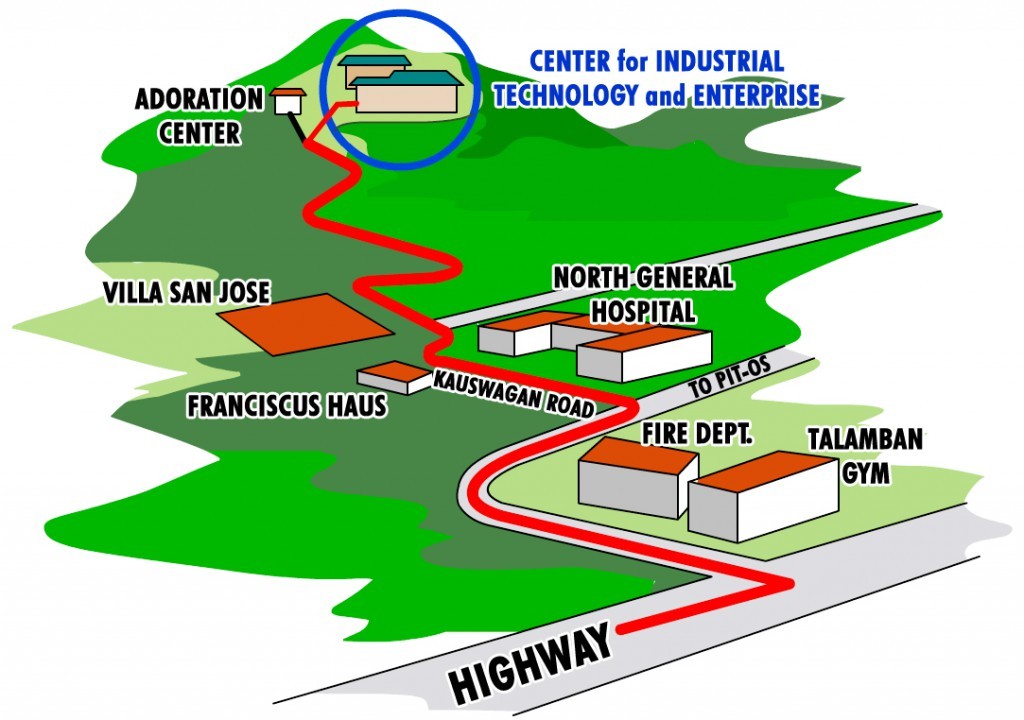 CENTER for INDUSTRIAL
TECHNOLOGY and ENTERPRISE
ADORATION
CENTER
NORTH GENERAL
HOSPITAL
VILLA SAN JOSE
TO PIT-OS
KAUSWAGAN ROAD
FRANCISCUS HAUS
FIRE DEPT.
TALAMBAN
GYM
HIGHWAY